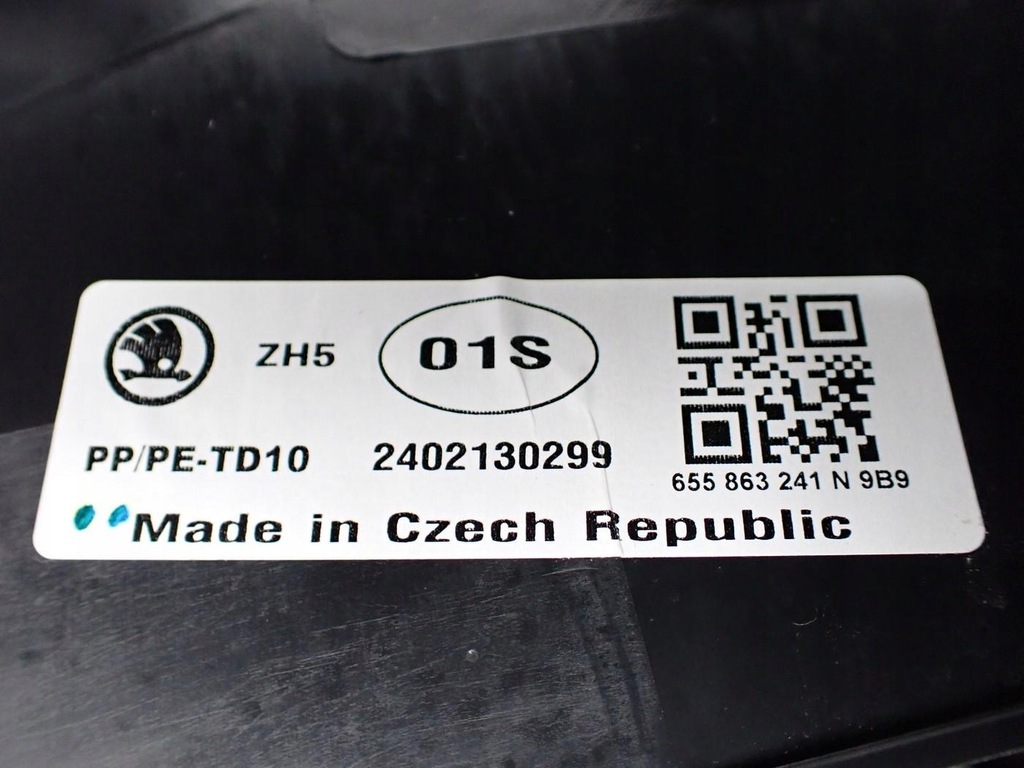 ZH5 01S
PP/PE-TD10 2402130299
655 863 241 N 9B9
Made in Czech Republic